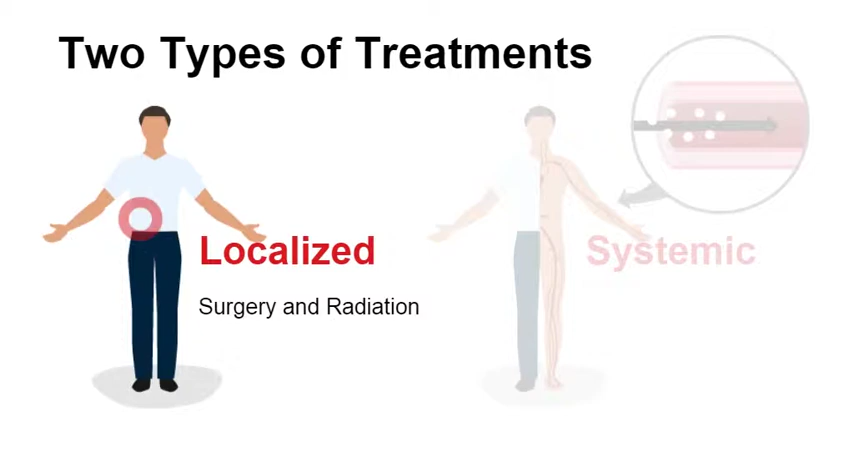 Two Types of Treatments
Localized
Systemic
Surgery and Radiation